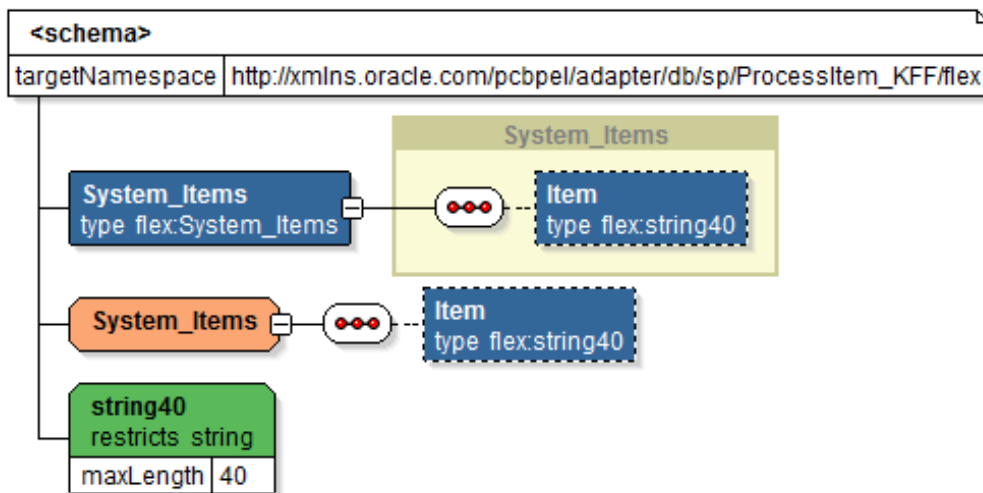 <schema>
targetNamespace http://xmlns.oracle.com/pcbpel/adapter/db/sp/ProcessItem_KFF/flex
System_Items
System_Items
type flex:System_Items
Item
type flex:string40
System_Items
Item
type flex:string40
string40
restricts string
maxLength 40